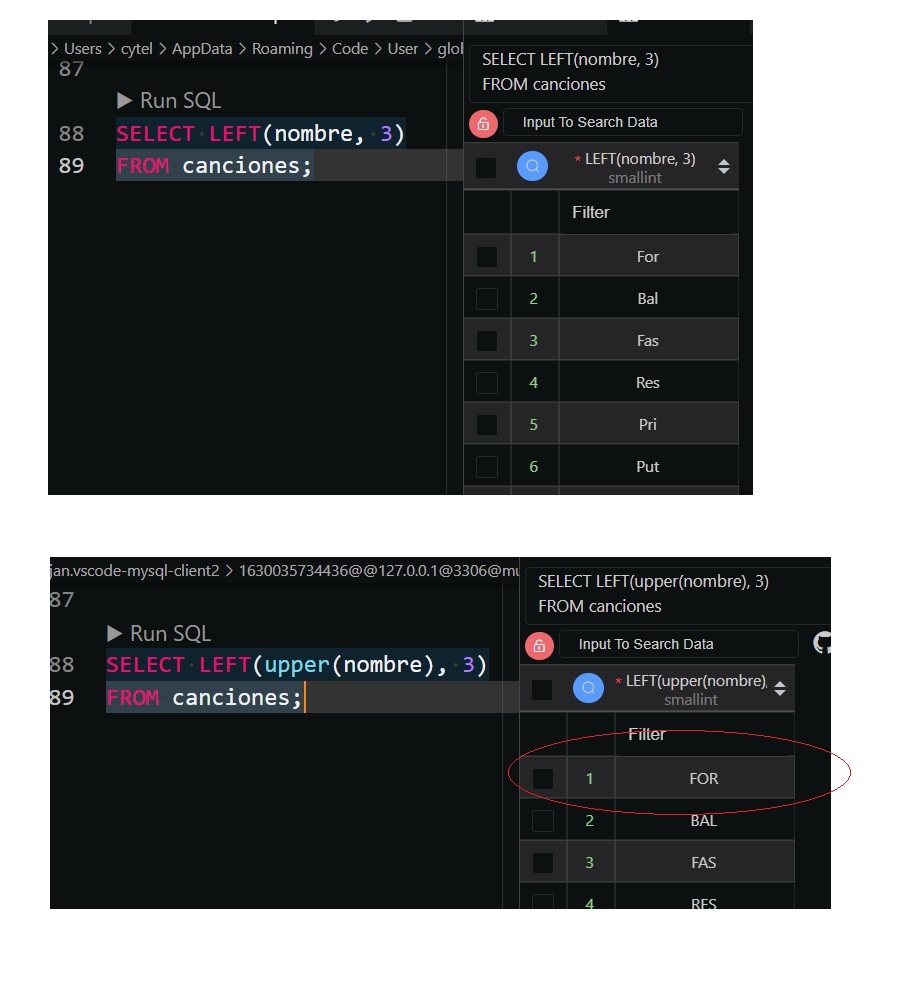 > Users > cytel > AppData > Roaming > Code > User >
87
▶ Run SQL
88 SELECT LEFT(nombre, 3)
89 FROM canciones;
SELECT LEFT(nombre, 3)
FROM canciones
Input To Search Data
* LEFT(nombre, 3)
smallint
Filter
1 For
2 Bal
3 Fas
4 Res
5 Pri
6 Put
jan.vscode-mysql-client2 > 1630035734436@@127.0.0.1@3306@mu
87
▶ Run SQL
88 SELECT LEFT(upper(nombre), 3)
89 FROM canciones;
SELECT LEFT(upper(nombre), 3)
FROM canciones
Input To Search Data
* LEFT(upper(nombre),
smallint
Filter
1 FOR
2 BAL
3 FAS
4 RES